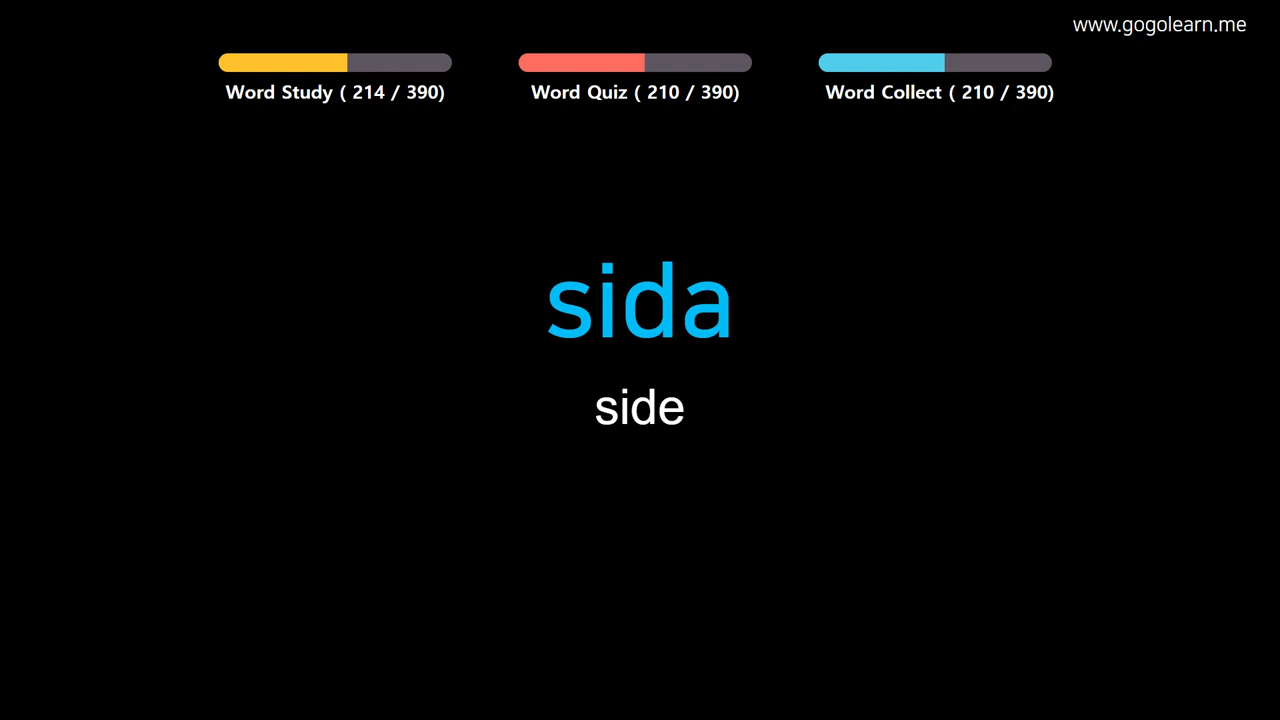 www.gogolearn.me
Word Study ( 214 / 390)
Word Quiz ( 210 / 390)
Word Collect ( 210 / 390)
sida
side